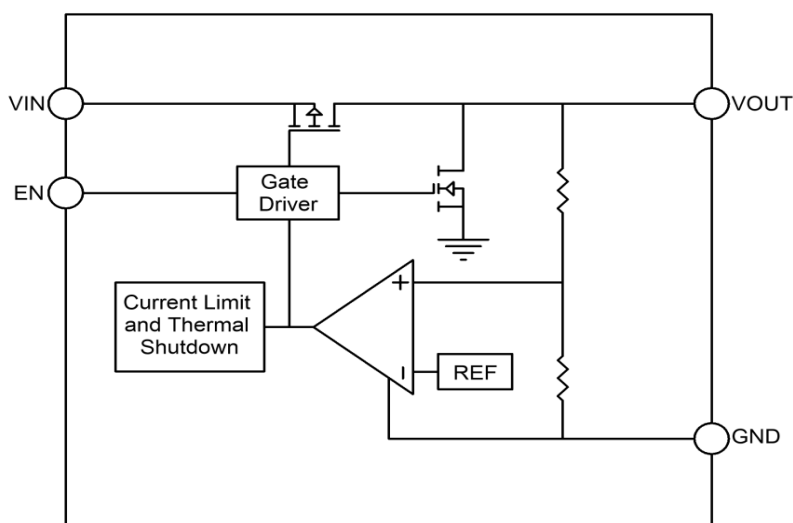 VIN
VOUT
EN
Gate
Driver
Current Limit
and Thermal
Shutdown
+
−
REF
GND